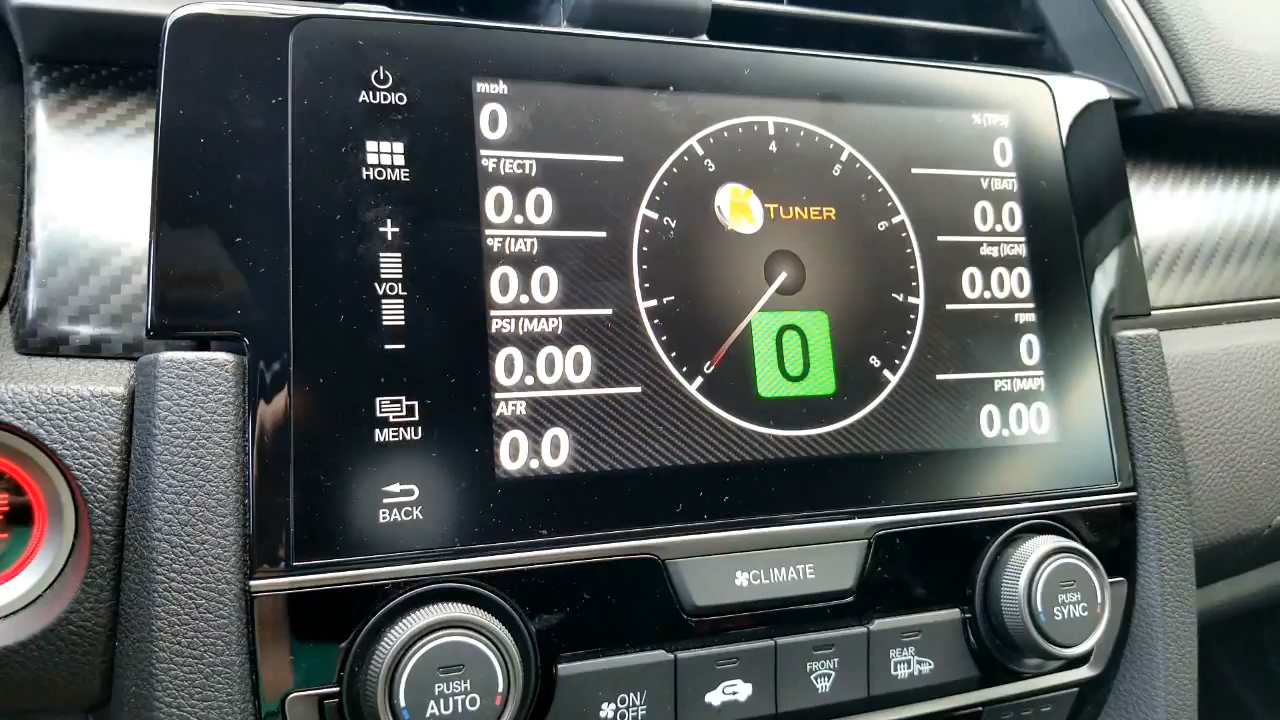 AUDIO
HOME
+
VOL
−
MENU
BACK
mph
0
°F (ECT)
0.0
°F (IAT)
0.0
PSI (MAP)
0.00
AFR
0.0
1
2
3
4
5
6
7
8
K TUNER
0
% (TPS)
0
V (BAT)
0.0
deg (IGN)
0.00
rpm
0
PSI (MAP)
0.00
CLIMATE
PUSH
AUTO
ON/
OFF
FRONT
REAR
PUSH
SYNC